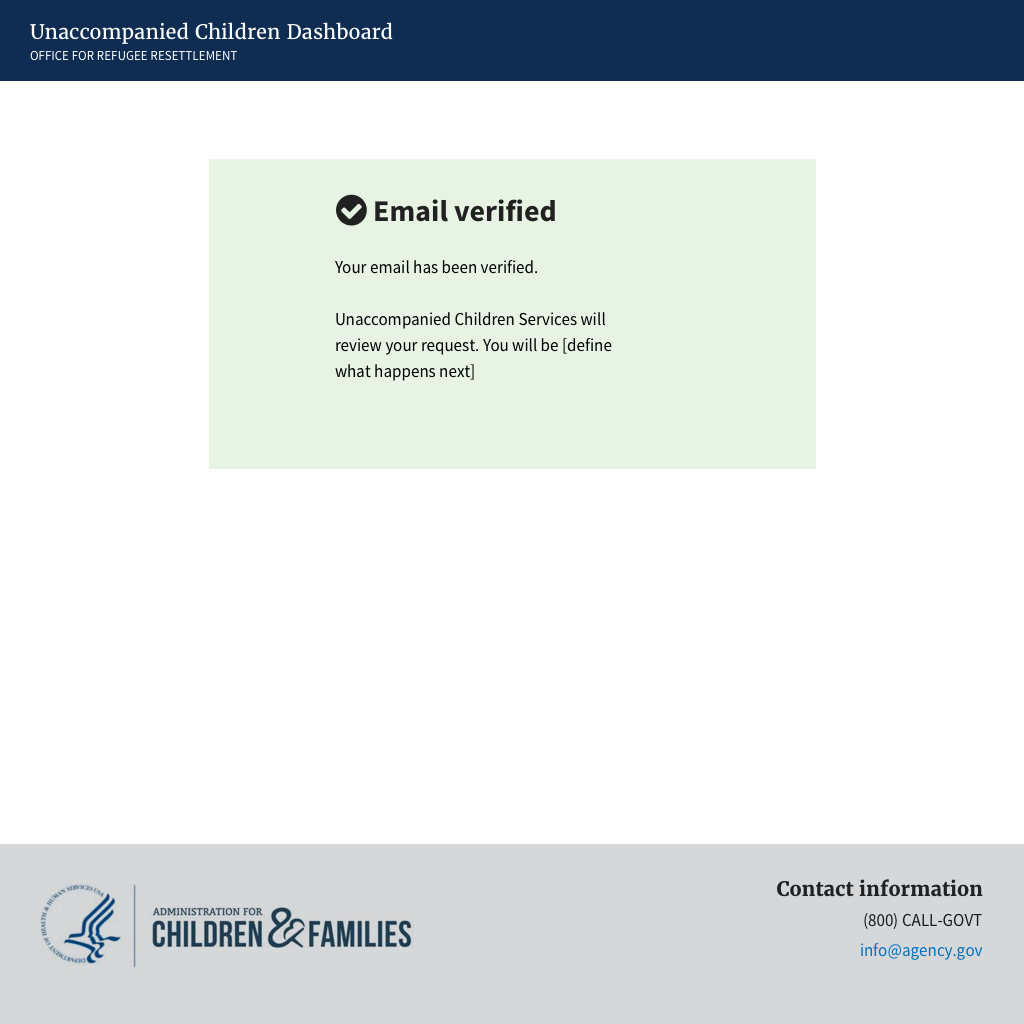 Unaccompanied Children Dashboard
OFFICE FOR REFUGEE RESETTLEMENT
Email verified
Your email has been verified.
Unaccompanied Children Services will
review your request. You will be [define
what happens next]
DEPARTMENT OF HEALTH & HUMAN SERVICES USA
ADMINISTRATION FOR
CHILDREN & FAMILIES
Contact information
(800) CALL-GOVT
info@agency.gov